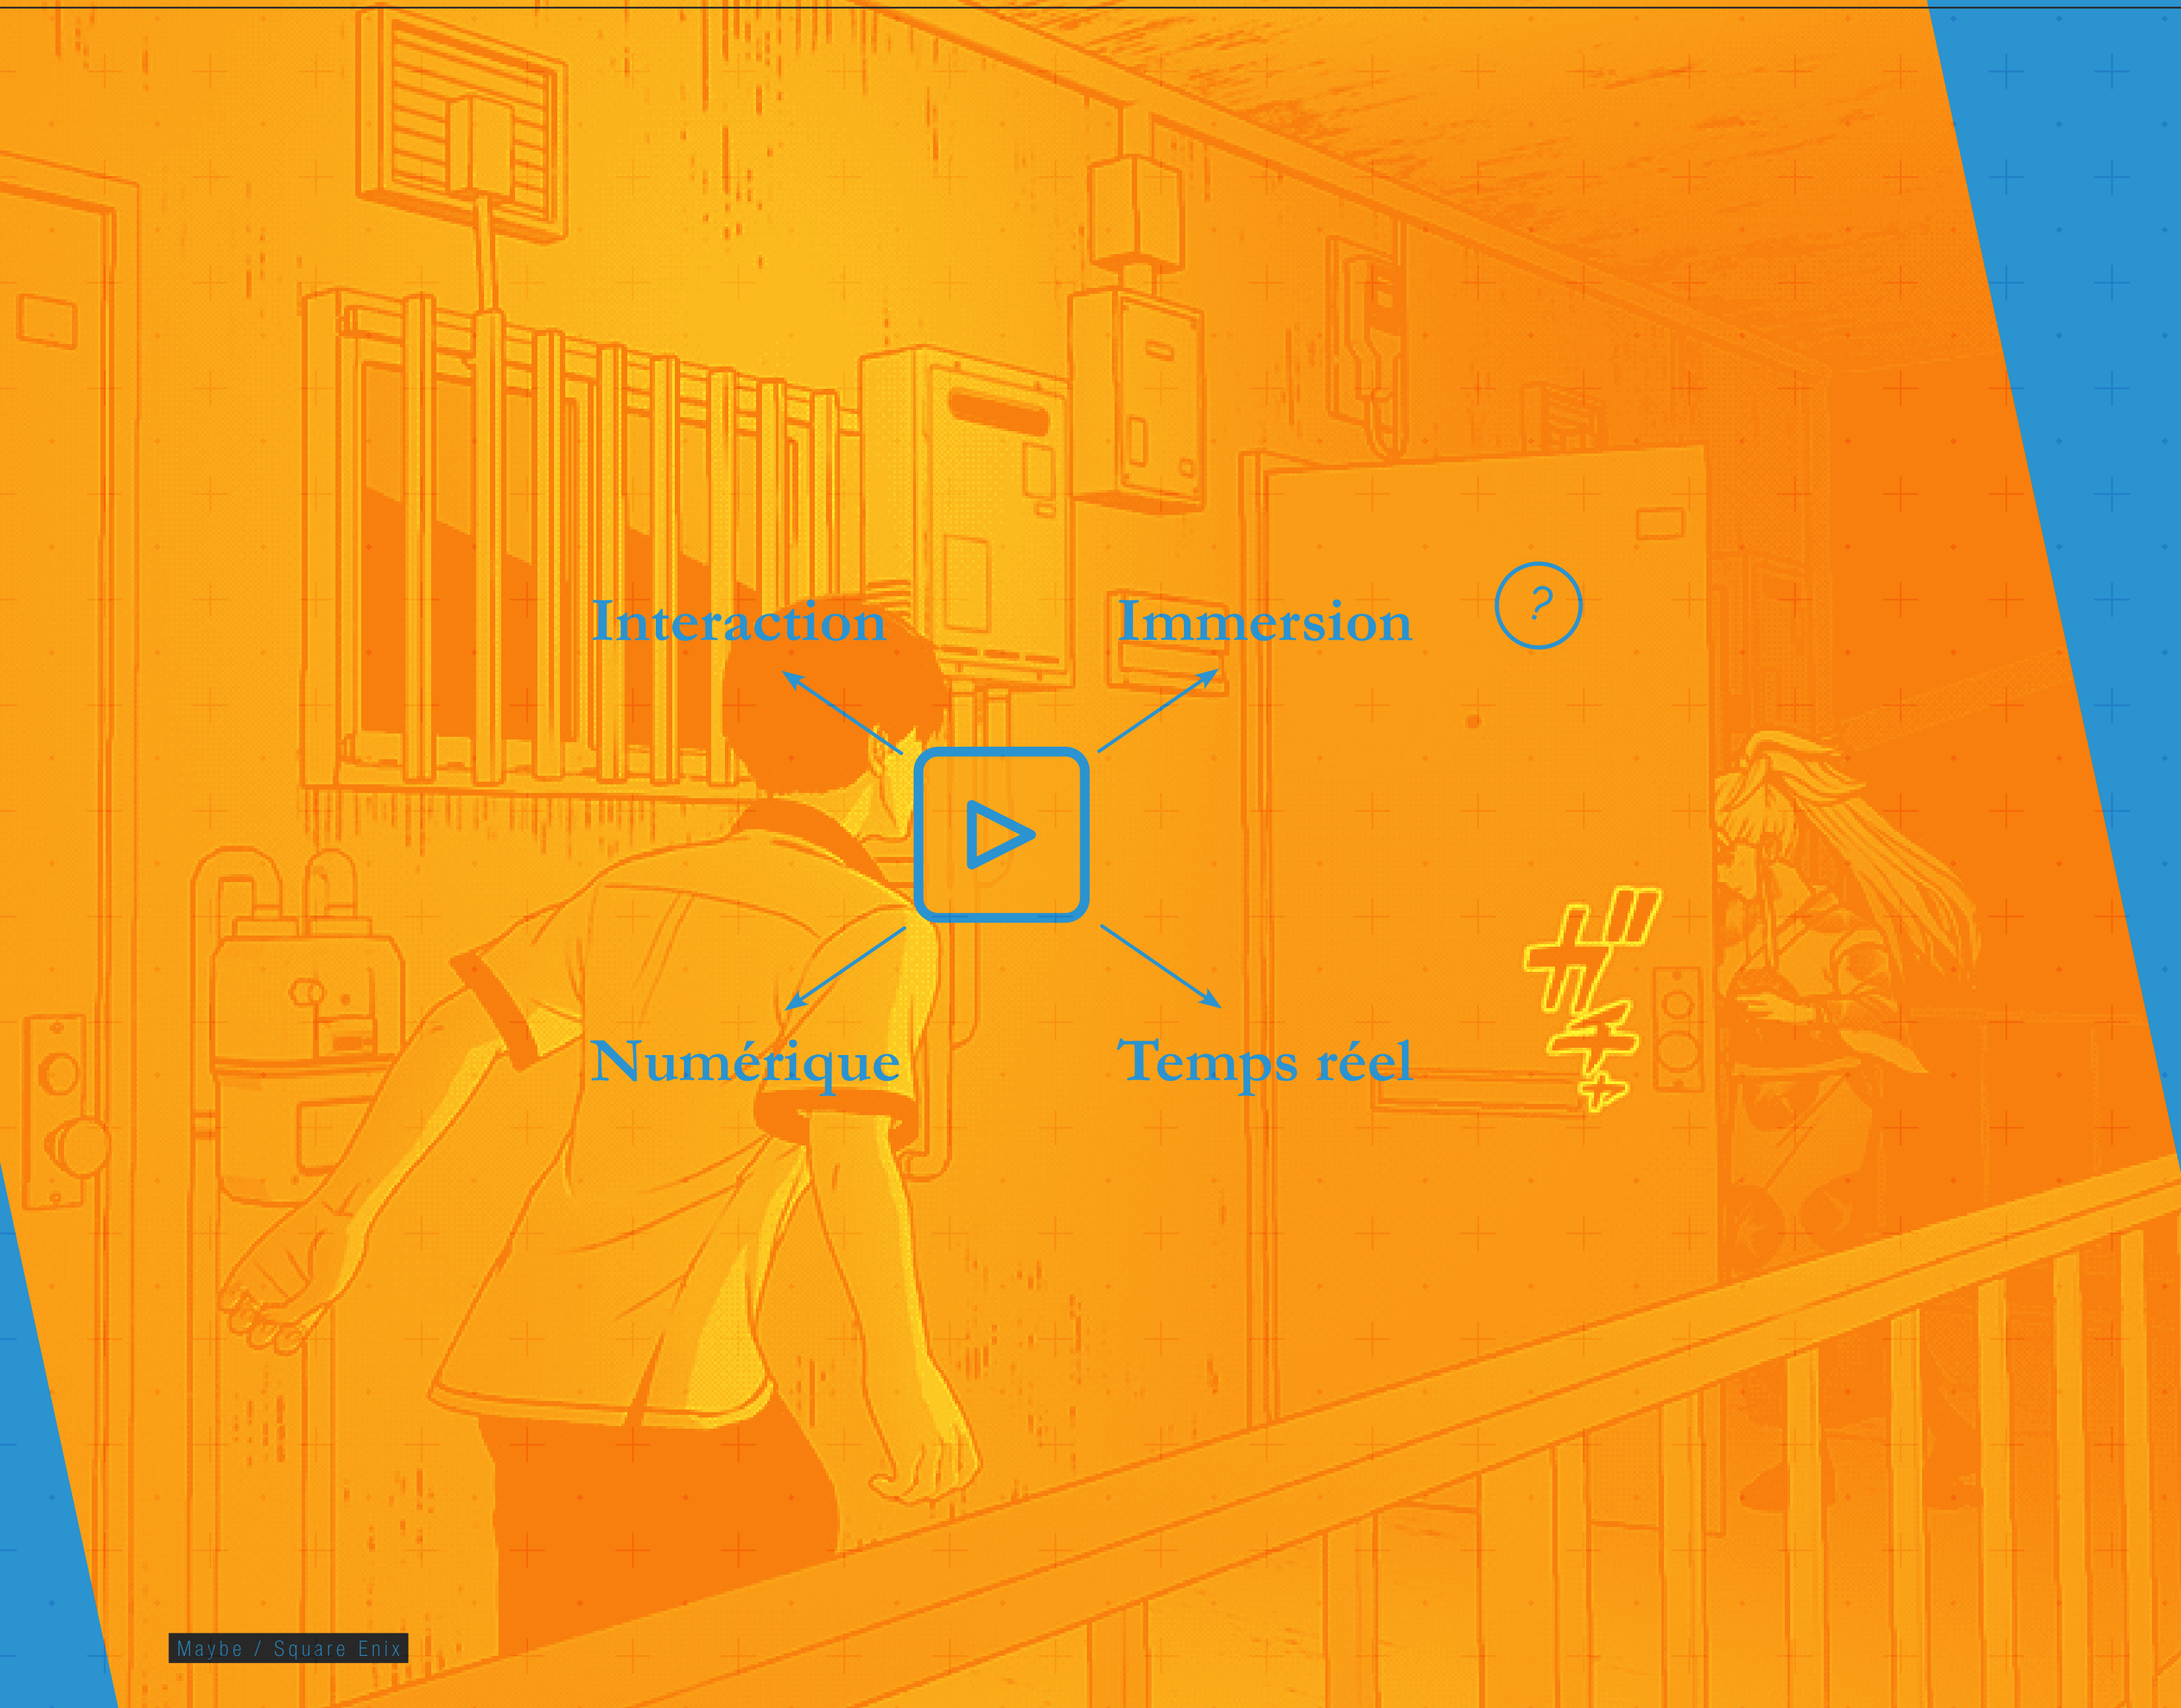 Interaction
Immersion
?
Numérique
Temps réel
ガチャ
Maybe / Square Enix